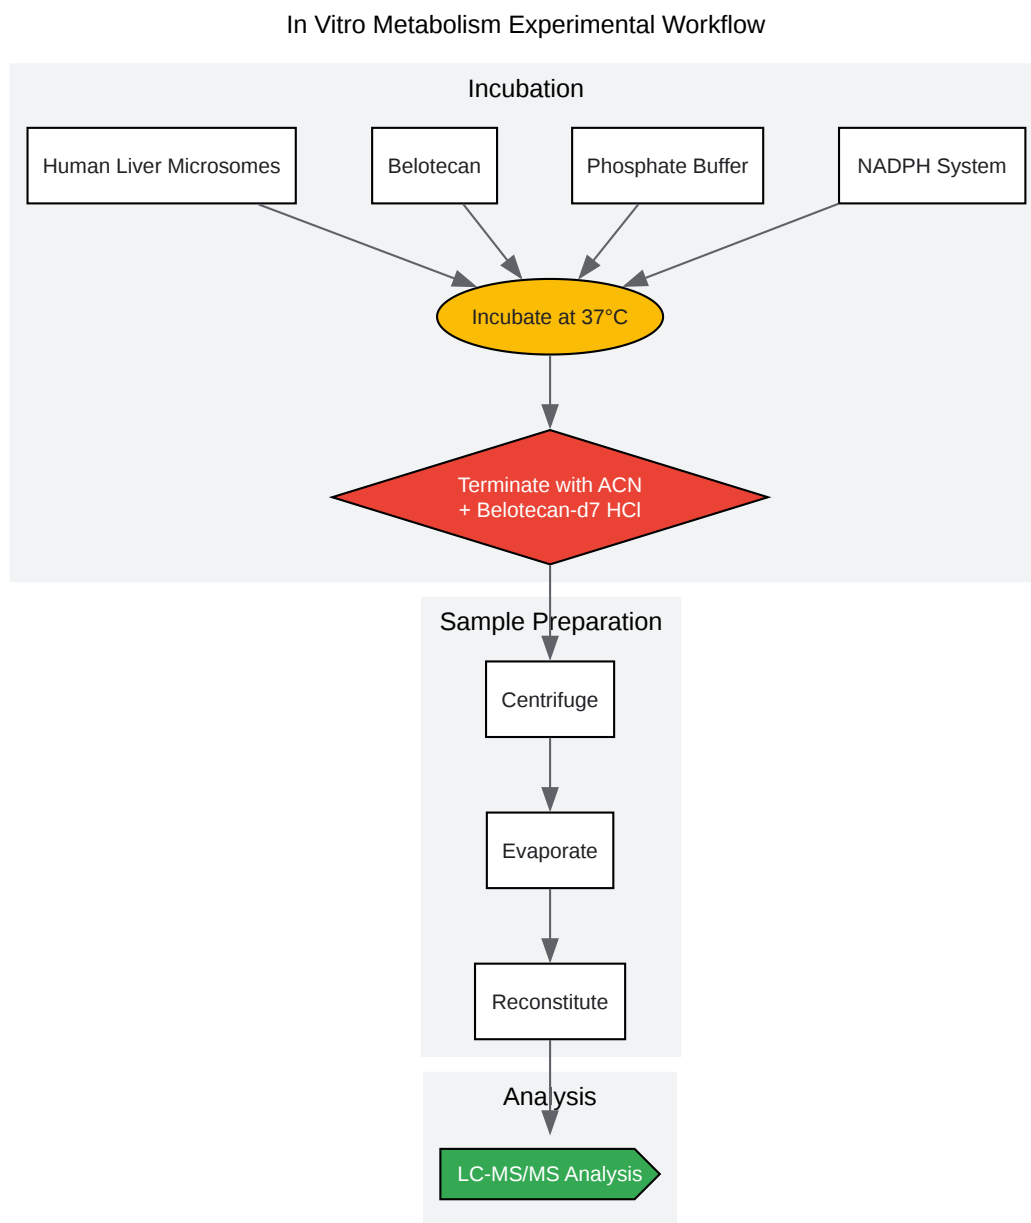 In Vitro Metabolism Experimental Workflow
Incubation
Human Liver Microsomes
Belotecan
Phosphate Buffer
NADPH System
Incubate at 37°C
Terminate with ACN
+ Belotecan-d7 HCl
Sample Preparation
Centrifuge
Evaporate
Reconstitute
Analysis
LC-MS/MS Analysis